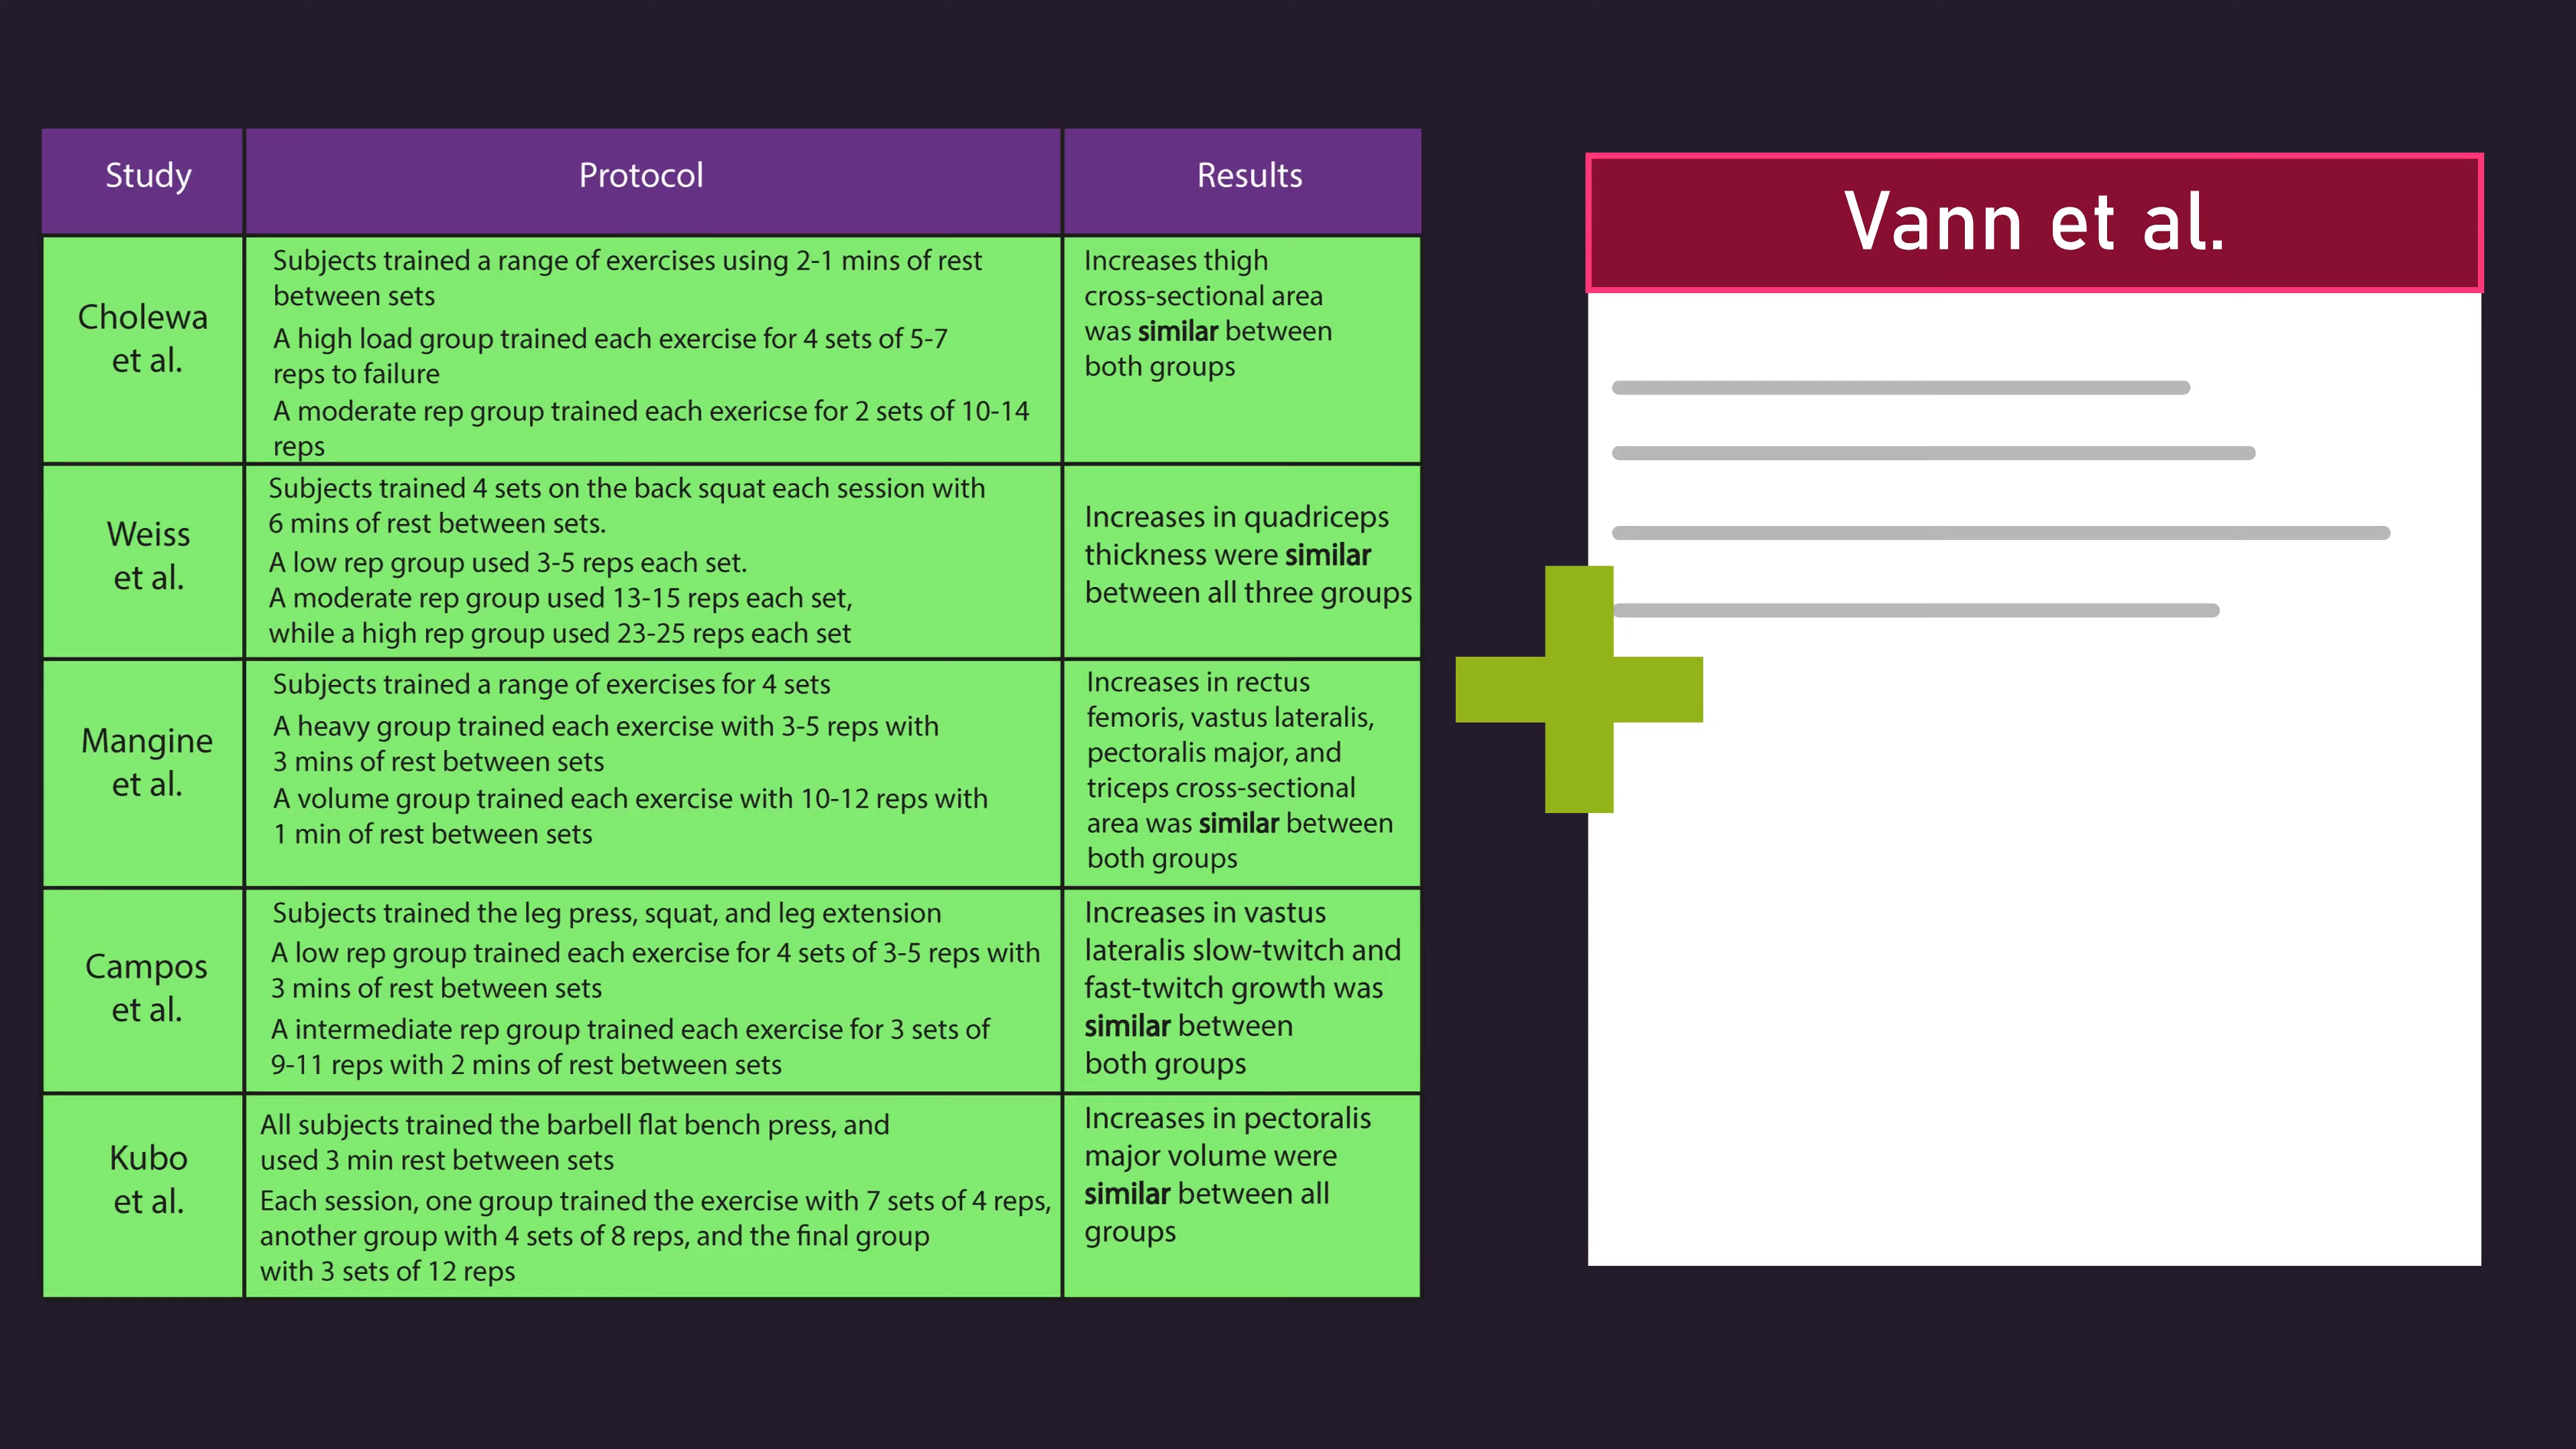 Study
Protocol
Results
Cholewa
et al.
Subjects trained a range of exercises using 2-1 mins of rest
between sets
A high load group trained each exercise for 4 sets of 5-7
reps to failure
A moderate rep group trained each exericse for 2 sets of 10-14
reps
Increases thigh
cross-sectional area
was similar between
both groups
Weiss
et al.
Subjects trained 4 sets on the back squat each session with
6 mins of rest between sets.
A low rep group used 3-5 reps each set.
A moderate rep group used 13-15 reps each set,
while a high rep group used 23-25 reps each set
Increases in quadriceps
thickness were similar
between all three groups
Mangine
et al.
Subjects trained a range of exercises for 4 sets
A heavy group trained each exercise with 3-5 reps with
3 mins of rest between sets
A volume group trained each exercise with 10-12 reps with
1 min of rest between sets
Increases in rectus
femoris, vastus lateralis,
pectoralis major, and
triceps cross-sectional
area was similar between
both groups
Campos
et al.
Subjects trained the leg press, squat, and leg extension
A low rep group trained each exercise for 4 sets of 3-5 reps with
3 mins of rest between sets
A intermediate rep group trained each exercise for 3 sets of
9-11 reps with 2 mins of rest between sets
Increases in vastus
lateralis slow-twitch and
fast-twitch growth was
similar between
both groups
Kubo
et al.
All subjects trained the barbell flat bench press, and
used 3 min rest between sets
Each session, one group trained the exercise with 7 sets of 4 reps,
another group with 4 sets of 8 reps, and the final group
with 3 sets of 12 reps
Increases in pectoralis
major volume were
similar between all
groups
Vann et al.